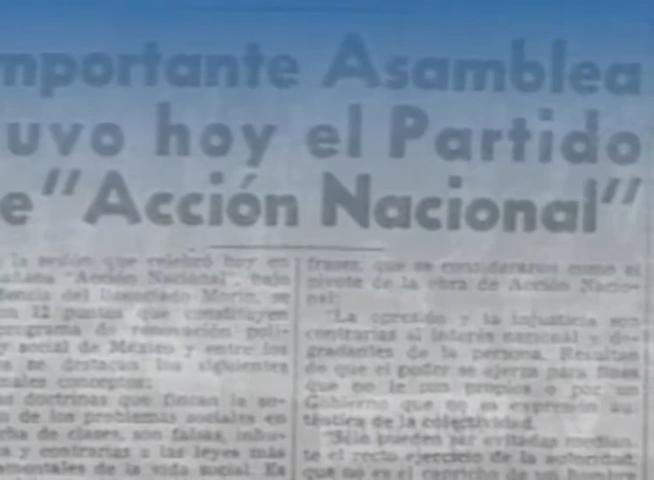 mportante Asamblea
uvo hoy el Partido
e "Acción Nacional"
la sesión que celebró hoy en
"Acción Nacional", bajo
dencia del licenciado Morin, se
on 12 puntos que constituyen
programa de renovación polí-
y social de México y entre los
se destacan los siguientes
nales conceptos:
as doctrinas que fincan la so-
n de los problemas sociales en
cha de clases, son falsas, inhu-
a y contrarias a las leyes más
amentales de la vida social. Es
frases, que se consideraron como el
pivote de la obra de Acción Nacio-
nal:
"La opresión y la injusticia son
contrarias al interés nacional y de-
gradantes de la persona. Resultan
de que el poder se ejerza para fines
que no le son propios o por un
Gobierno que no es expresión au-
téntica de la colectividad.
"Sólo pueden ser evitadas median-
te el recto ejercicio de la autoridad,
que no es el capricho de un hombre